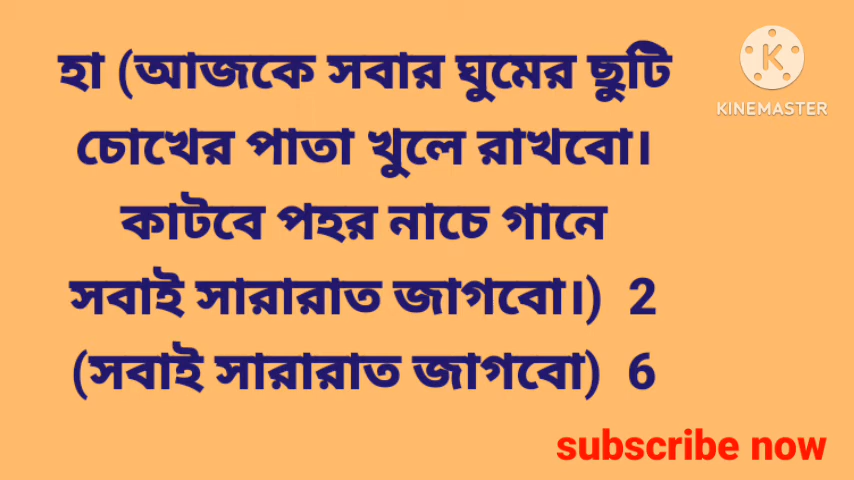 হা (আজকে সবার ঘুমের ছুটি
চোখের পাতা খুলে রাখবো।
কাটবে পহর নাচে গানে
সবাই সারারাত জাগবো।) 2
(সবাই সারারাত জাগবো) 6
K
KINEMASTER
subscribe now